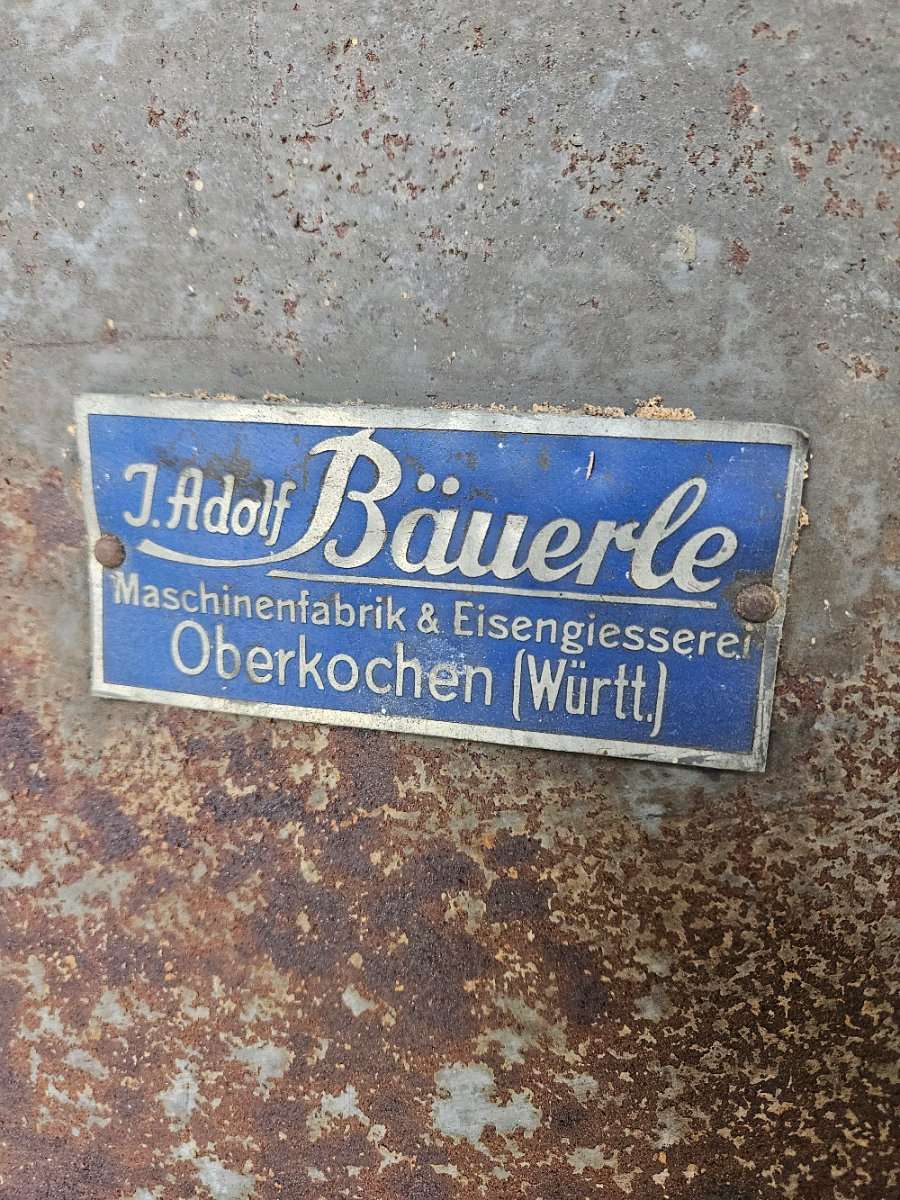 J. Adolf Bäuerle
Maschinenfabrik & Eisengiesserei
Oberkochen (Württ.)